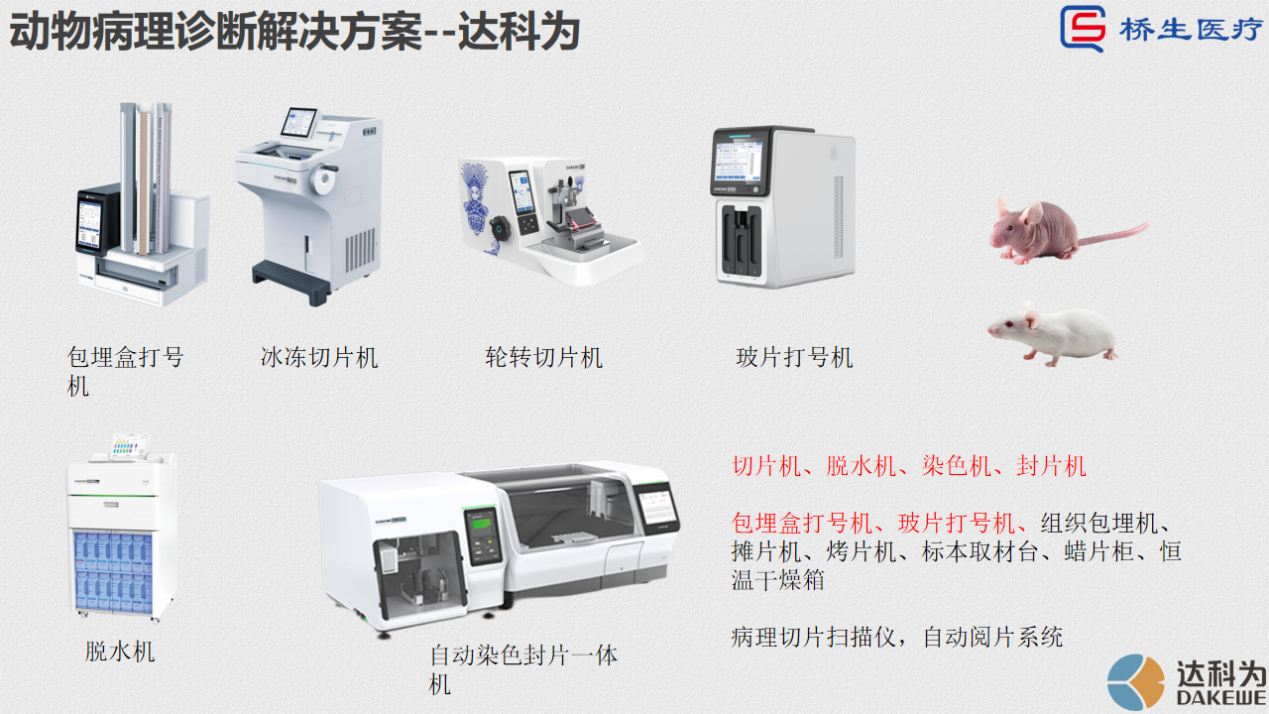 动物病理诊断解决方案--达科为
桥生医疗
包埋盒打号
机
冰冻切片机
轮转切片机
玻片打号机
脱水机
自动染色封片一体
机
切片机、脱水机、染色机、封片机
包埋盒打号机、玻片打号机、组织包埋机、
摊片机、烤片机、标本取材台、蜡片柜、恒
温干燥箱
病理切片扫描仪，自动阅片系统
达科为
DAKEWE